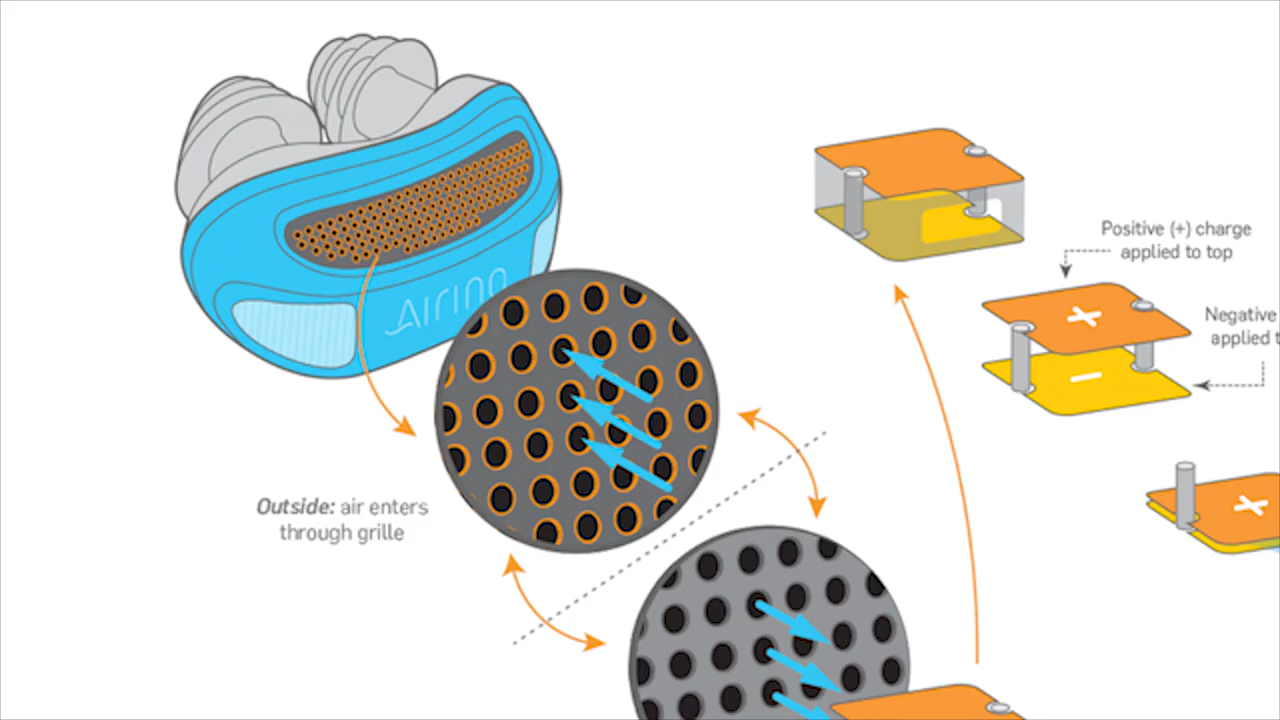 Airing
Positive (+) charge
applied to top
Negative
applied
Outside: air enters
through grille